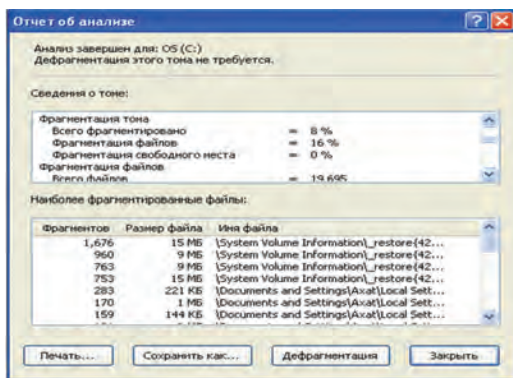 Отчет об анализе
Анализ завершен для: OS (C:)
Дефрагментация этого тома не требуется.
Сведения о томе:
Фрагментация тома
Всего фрагментировано = 8 %
Фрагментация файлов = 16 %
Фрагментация свободного места = 0 %
Фрагментация файлов
Всего файлов = 19 695
Наиболее фрагментированные файлы:
Фрагментов Размер файла Имя файла
1,676 15 МБ \System Volume Information\_restore{42...
960 9 МБ \System Volume Information\_restore{42...
763 9 МБ \System Volume Information\_restore{42...
753 15 МБ \System Volume Information\_restore{42...
283 221 КБ \Documents and Settings\Axat\Local Sett...
170 1 МБ \Documents and Settings\Axat\Local Sett...
159 144 КБ \Documents and Settings\Axat\Local Sett...
Печать...
Сохранить как...
Дефрагментация
Закрыть